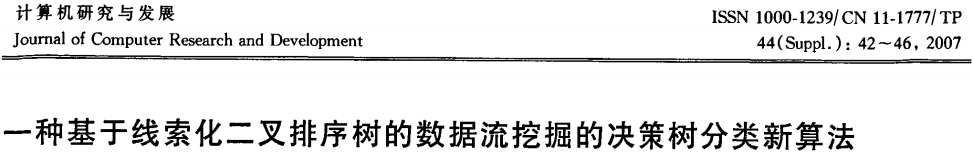 计算机研究与发展
Journal of Computer Research and Development
ISSN 1000-1239/CN 11-1777/TP
44(Suppl.): 42~46, 2007
一种基于线索化二叉排序树的数据流挖掘的决策树分类新算法